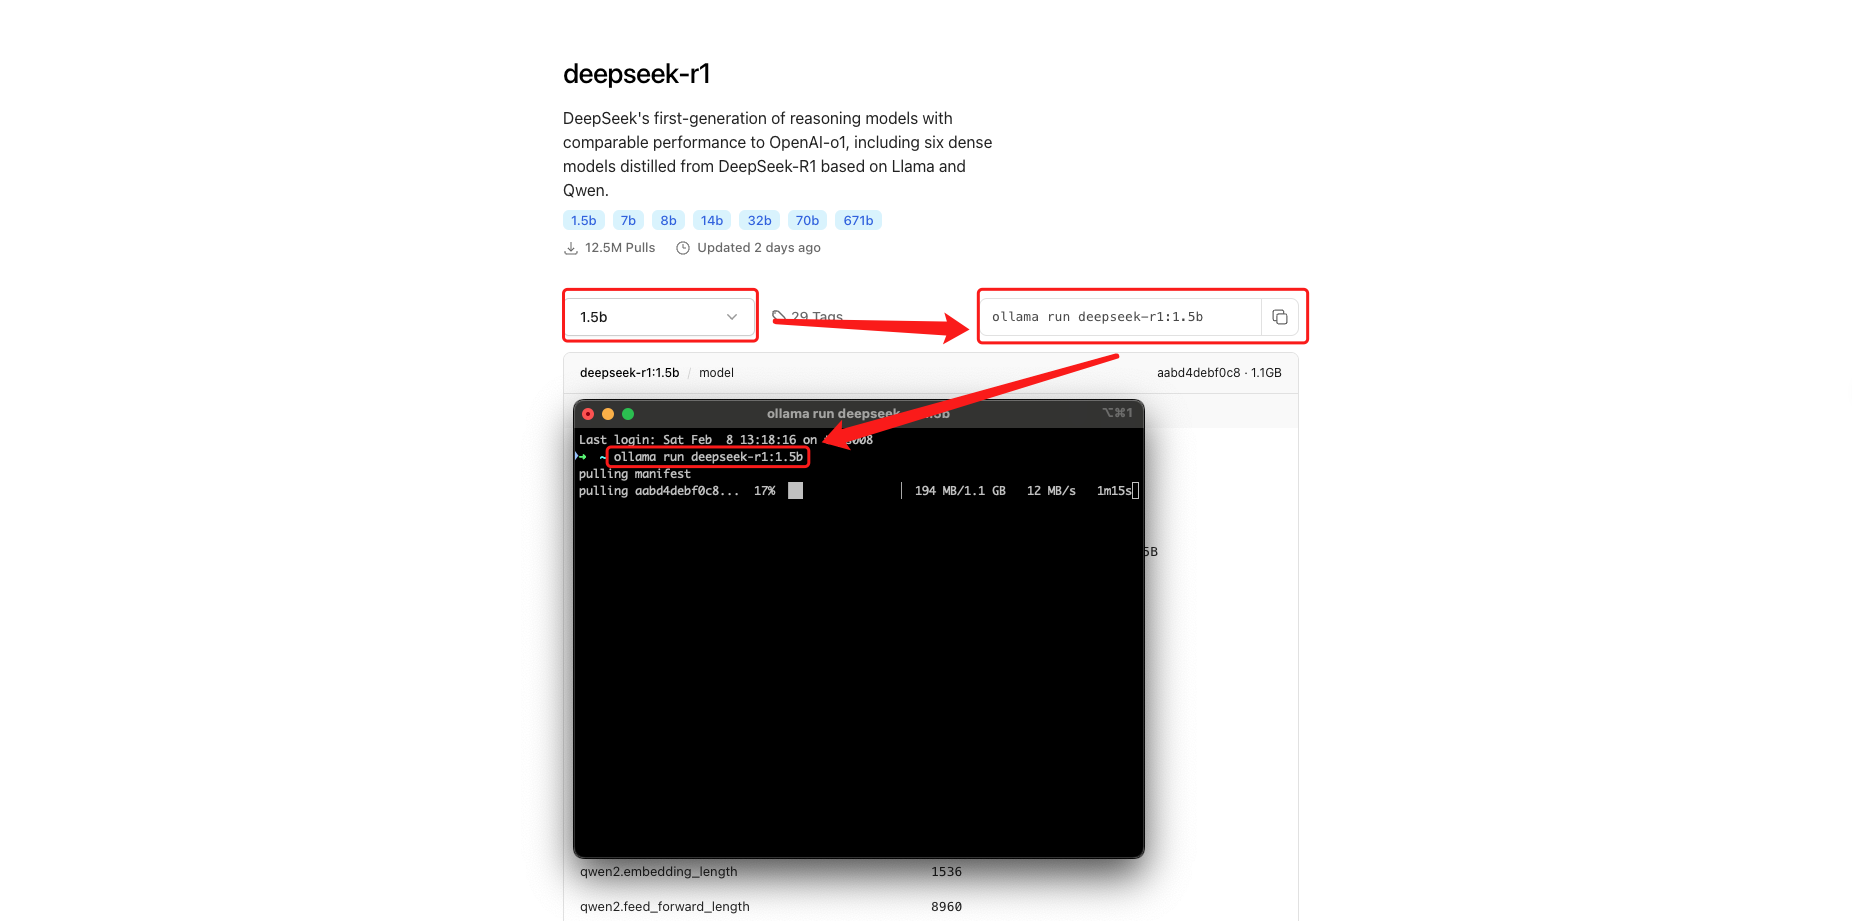 deepseek-r1
DeepSeek's first-generation of reasoning models with
comparable performance to OpenAI-o1, including six dense
models distilled from DeepSeek-R1 based on Llama and
Qwen.
1.5b 7b 8b 14b 32b 70b 671b
12.5M Pulls Updated 2 days ago
1.5b 29 Tags ollama run deepseek-r1:1.5b
deepseek-r1:1.5b / model aabd4debf0c8 · 1.1GB
ollama run deepseek
⌥⌘1
Last login: Sat Feb  8 13:18:16 on
➜  ~ ollama run deepseek-r1:1.5b
pulling manifest
pulling aabd4debf0c8...  17% 194 MB/1.1 GB   12 MB/s   1m15s
5B
qwen2.embedding_length 1536
qwen2.feed_forward_length 8960